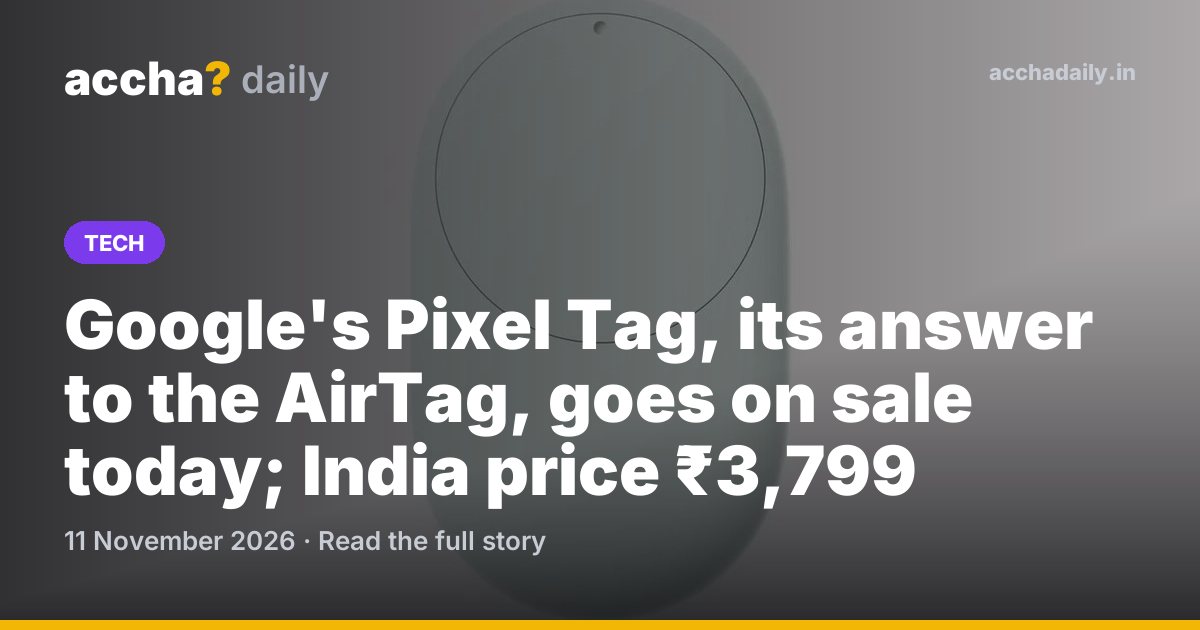 accha? daily
acchadaily.in
TECH
Google's Pixel Tag, its answer
to the AirTag, goes on sale
today; India price ₹3,799
11 November 2026 · Read the full story